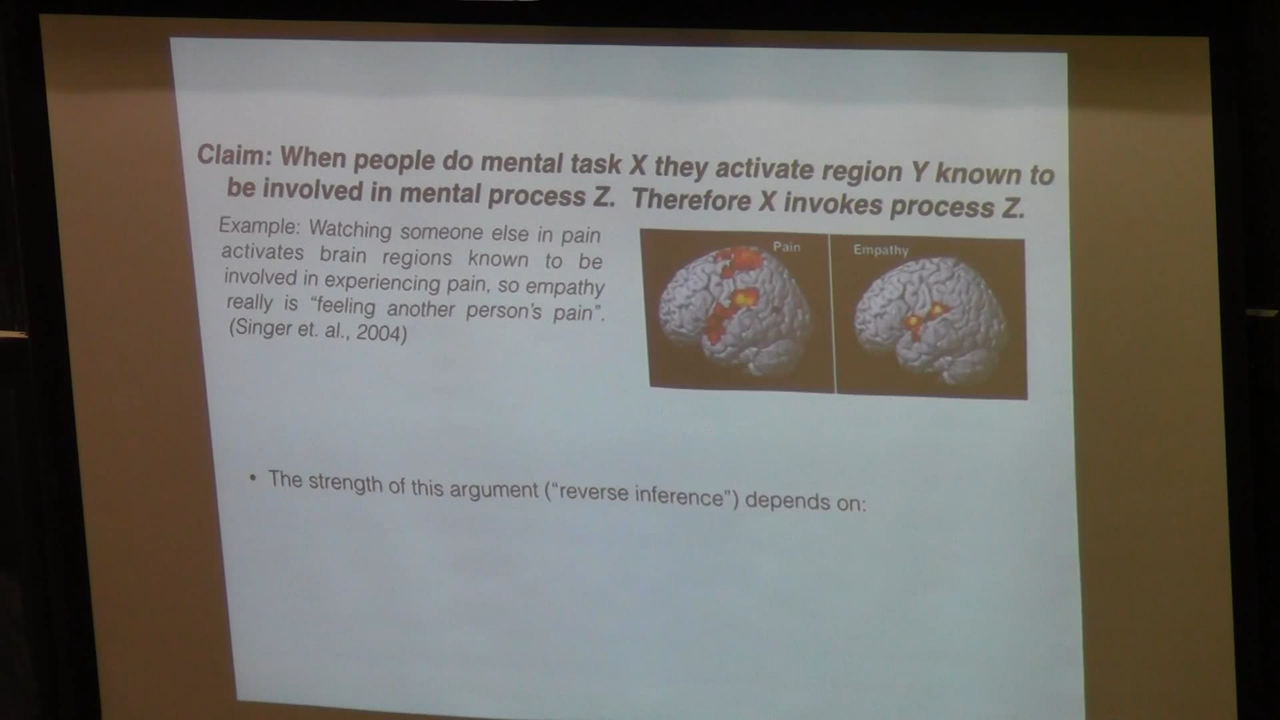 Claim: When people do mental task X they activate region Y known to
be involved in mental process Z. Therefore X invokes process Z.
Example: Watching someone else in pain
activates brain regions known to be
involved in experiencing pain, so empathy
really is “feeling another person's pain”.
(Singer et. al., 2004)
Pain
Empathy
• The strength of this argument (“reverse inference”) depends on: